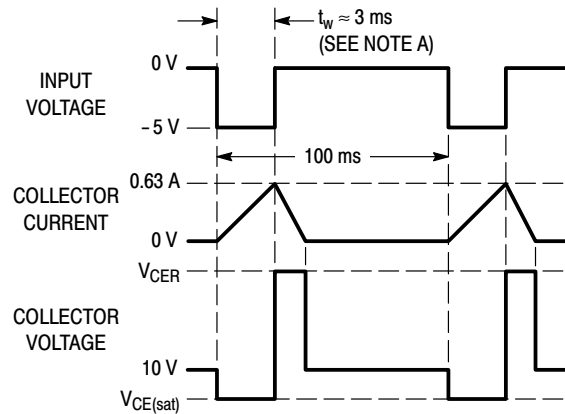 t_w ≈ 3 ms
(SEE NOTE A)
0 V
INPUT
VOLTAGE
– 5 V
100 ms
0.63 A
COLLECTOR
CURRENT
0 V
V_CER
COLLECTOR
VOLTAGE
10 V
V_CE(sat)